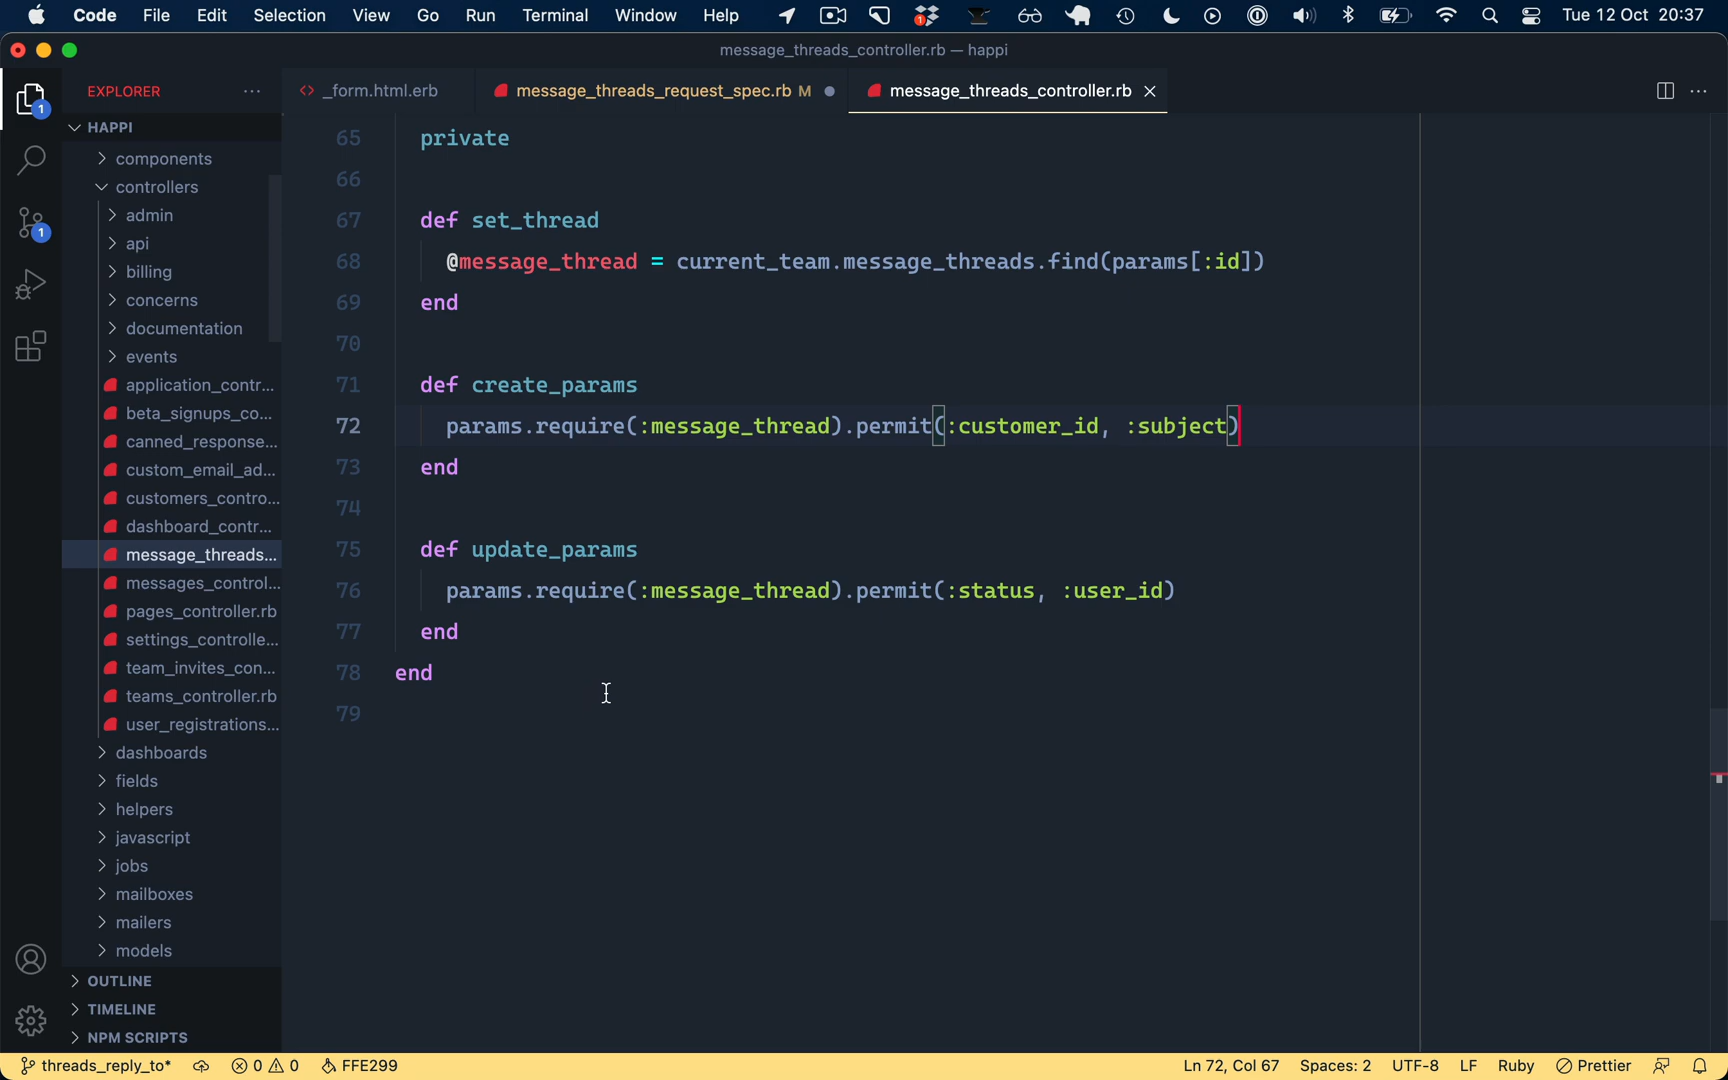 Code File Edit Selection View Go Run Terminal Window Help 1 Tue 12 Oct 20:37
message_threads_controller.rb — happi
1
EXPLORER ···
<> _form.html.erb
message_threads_request_spec.rb M
message_threads_controller.rb
···
HAPPI
components
controllers
admin
1
api
billing
concerns
documentation
events
application_contr...
beta_signups_co...
canned_response...
custom_email_ad...
customers_contro...
dashboard_contr...
message_threads...
messages_control...
pages_controller.rb
settings_controlle...
team_invites_con...
teams_controller.rb
user_registrations...
dashboards
fields
helpers
javascript
jobs
mailboxes
mailers
models
OUTLINE
TIMELINE
NPM SCRIPTS
65 private
66
67 def set_thread
68 @message_thread = current_team.message_threads.find(params[:id])
69 end
70
71 def create_params
72 params.require(:message_thread).permit(:customer_id, :subject)
73 end
74
75 def update_params
76 params.require(:message_thread).permit(:status, :user_id)
77 end
78 end
79
threads_reply_to* 0 0 FFE299 Ln 72, Col 67 Spaces: 2 UTF-8 LF Ruby Prettier